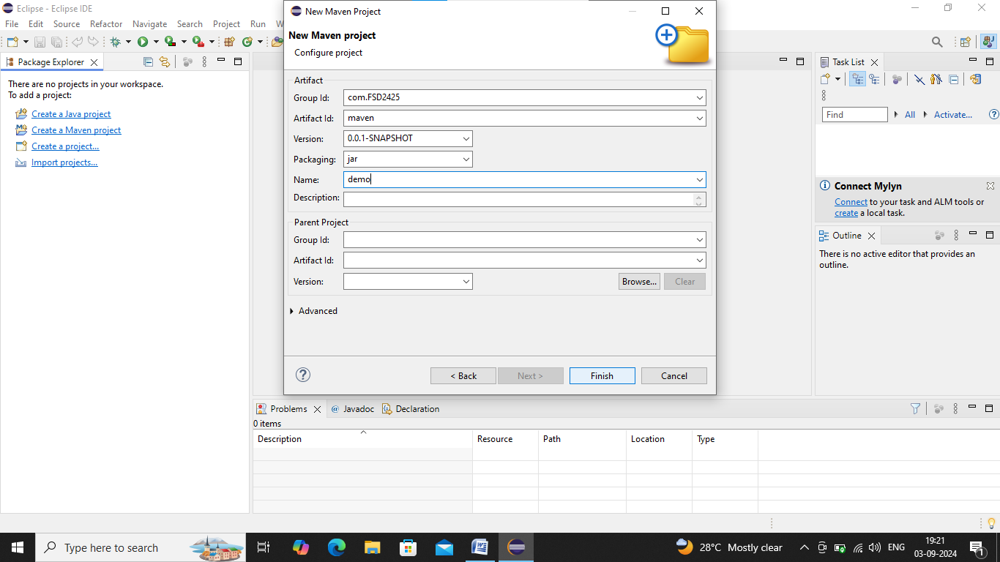 Eclipse - Eclipse IDE
File Edit Source Refactor Navigate Search Project Run W
Package Explorer
There are no projects in your workspace.
To add a project:
Create a Java project
Create a Maven project
Create a project...
Import projects...
New Maven Project
New Maven project
Configure project
Artifact
Group Id: com.FSD2425
Artifact Id: maven
Version: 0.0.1-SNAPSHOT
Packaging: jar
Name: demo
Description:
Parent Project
Group Id:
Artifact Id:
Version:
Browse... Clear
Advanced
< Back Next > Finish Cancel
Task List
Find All Activate...
Connect Mylyn
Connect to your task and ALM tools or
create a local task.
Outline
There is no active editor that provides an
outline.
Problems @ Javadoc Declaration
0 items
Description Resource Path Location Type
Type here to search
28°C Mostly clear ENG
19:21
03-09-2024
1